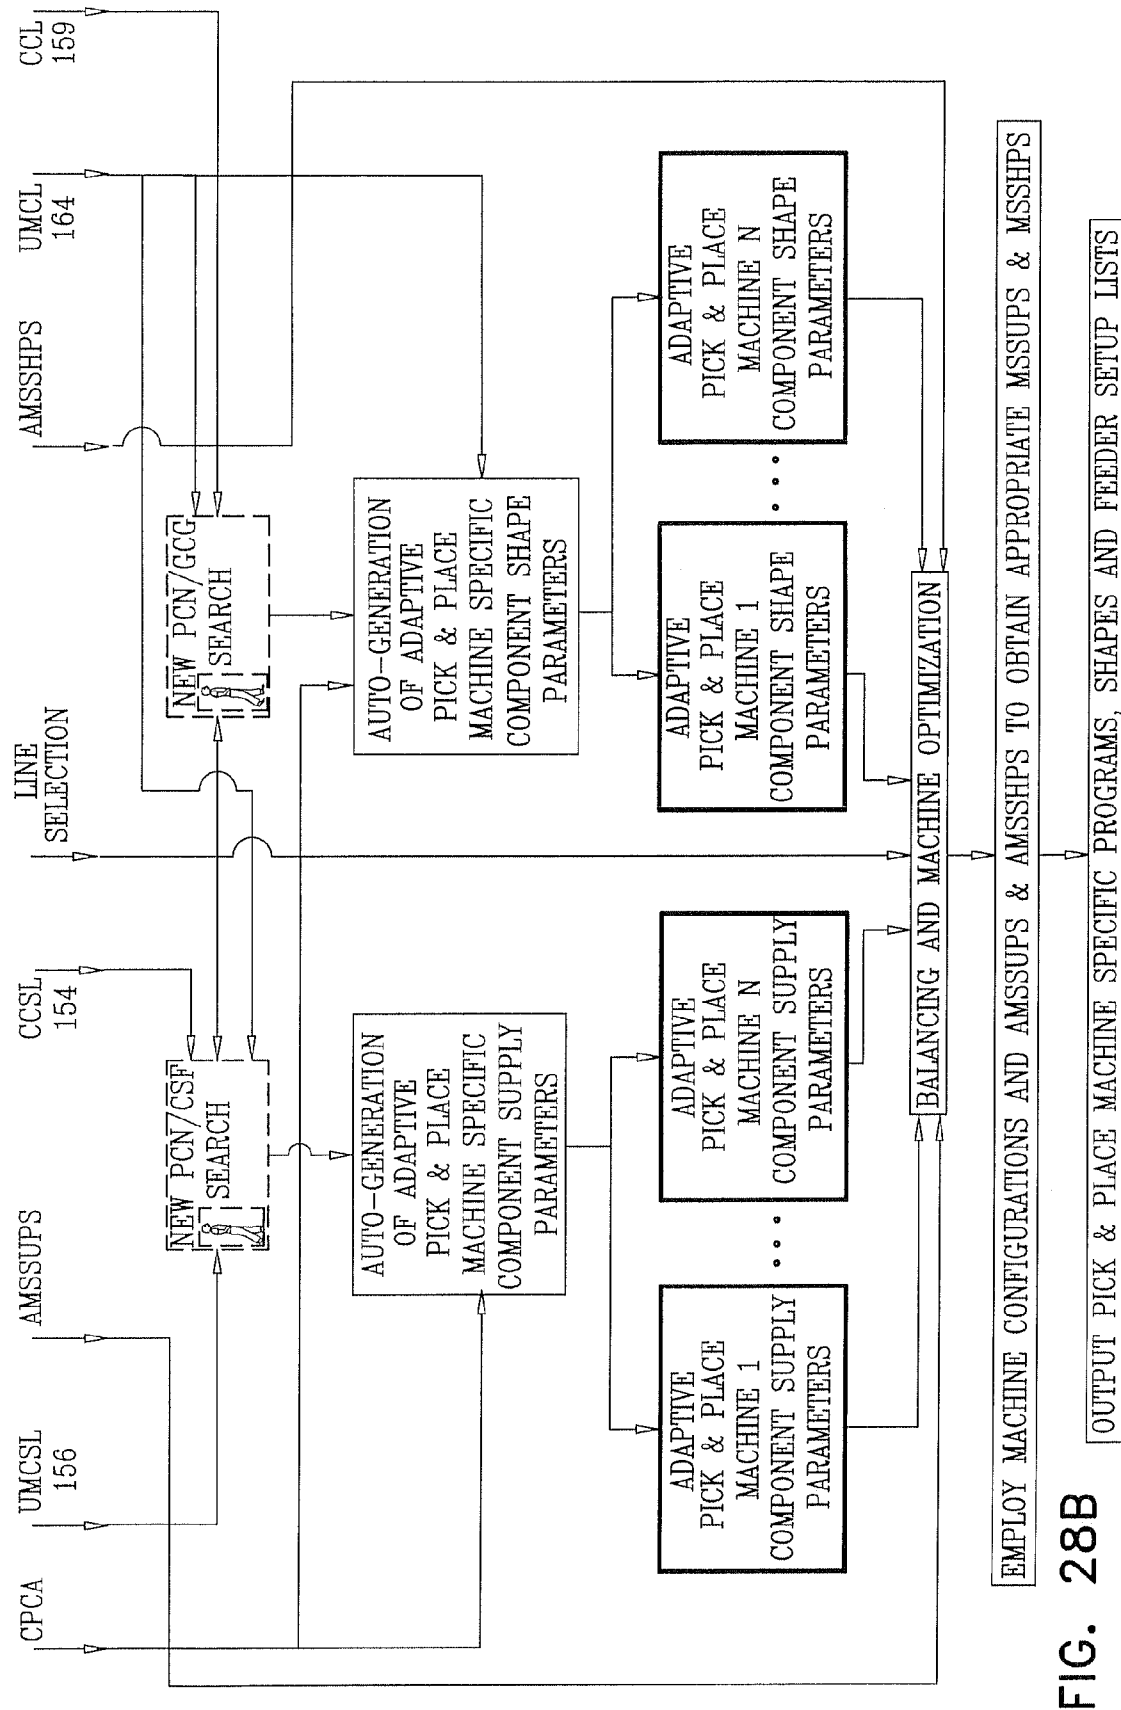 CPCA
UMCSL
156
AMSSUPS
CCSL
154
LINE
SELECTION
AMSSHPS
UMCL
164
CCL
159
NEW PCN/CSF
SEARCH
NEW PCN/GCG
SEARCH
AUTO-GENERATION
OF ADAPTIVE
PICK & PLACE
MACHINE SPECIFIC
COMPONENT SUPPLY
PARAMETERS
AUTO-GENERATION
OF ADAPTIVE
PICK & PLACE
MACHINE SPECIFIC
COMPONENT SHAPE
PARAMETERS
ADAPTIVE
PICK & PLACE
MACHINE 1
COMPONENT SUPPLY
PARAMETERS
ADAPTIVE
PICK & PLACE
MACHINE N
COMPONENT SUPPLY
PARAMETERS
ADAPTIVE
PICK & PLACE
MACHINE 1
COMPONENT SHAPE
PARAMETERS
ADAPTIVE
PICK & PLACE
MACHINE N
COMPONENT SHAPE
PARAMETERS
BALANCING AND MACHINE OPTIMIZATION
EMPLOY MACHINE CONFIGURATIONS AND AMSSUPS & AMSSHPS TO OBTAIN APPROPRIATE MSSUPS & MSSHPS
OUTPUT PICK & PLACE MACHINE SPECIFIC PROGRAMS, SHAPES AND FEEDER SETUP LISTS
FIG. 28B